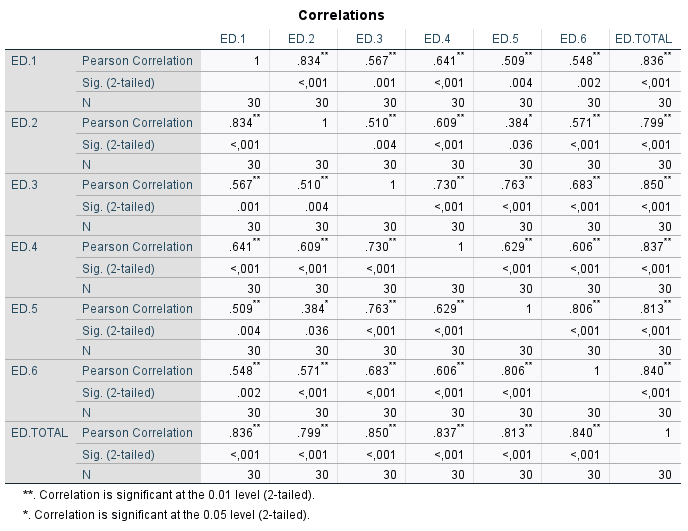 Correlations
ED.1 ED.2 ED.3 ED.4 ED.5 ED.6 ED.TOTAL
ED.1 Pearson Correlation 1 .834** .567** .641** .509** .548** .836**
Sig. (2-tailed) <,001 .001 <,001 .004 .002 <,001
N 30 30 30 30 30 30 30
ED.2 Pearson Correlation .834** 1 .510** .609** .384* .571** .799**
Sig. (2-tailed) <,001 .004 <,001 .036 <,001 <,001
N 30 30 30 30 30 30 30
ED.3 Pearson Correlation .567** .510** 1 .730** .763** .683** .850**
Sig. (2-tailed) .001 .004 <,001 <,001 <,001 <,001
N 30 30 30 30 30 30 30
ED.4 Pearson Correlation .641** .609** .730** 1 .629** .606** .837**
Sig. (2-tailed) <,001 <,001 <,001 <,001 <,001 <,001
N 30 30 30 30 30 30 30
ED.5 Pearson Correlation .509** .384* .763** .629** 1 .806** .813**
Sig. (2-tailed) .004 .036 <,001 <,001 <,001 <,001
N 30 30 30 30 30 30 30
ED.6 Pearson Correlation .548** .571** .683** .606** .806** 1 .840**
Sig. (2-tailed) .002 <,001 <,001 <,001 <,001 <,001
N 30 30 30 30 30 30 30
ED.TOTAL Pearson Correlation .836** .799** .850** .837** .813** .840** 1
Sig. (2-tailed) <,001 <,001 <,001 <,001 <,001 <,001
N 30 30 30 30 30 30 30
**. Correlation is significant at the 0.01 level (2-tailed).
*. Correlation is significant at the 0.05 level (2-tailed).